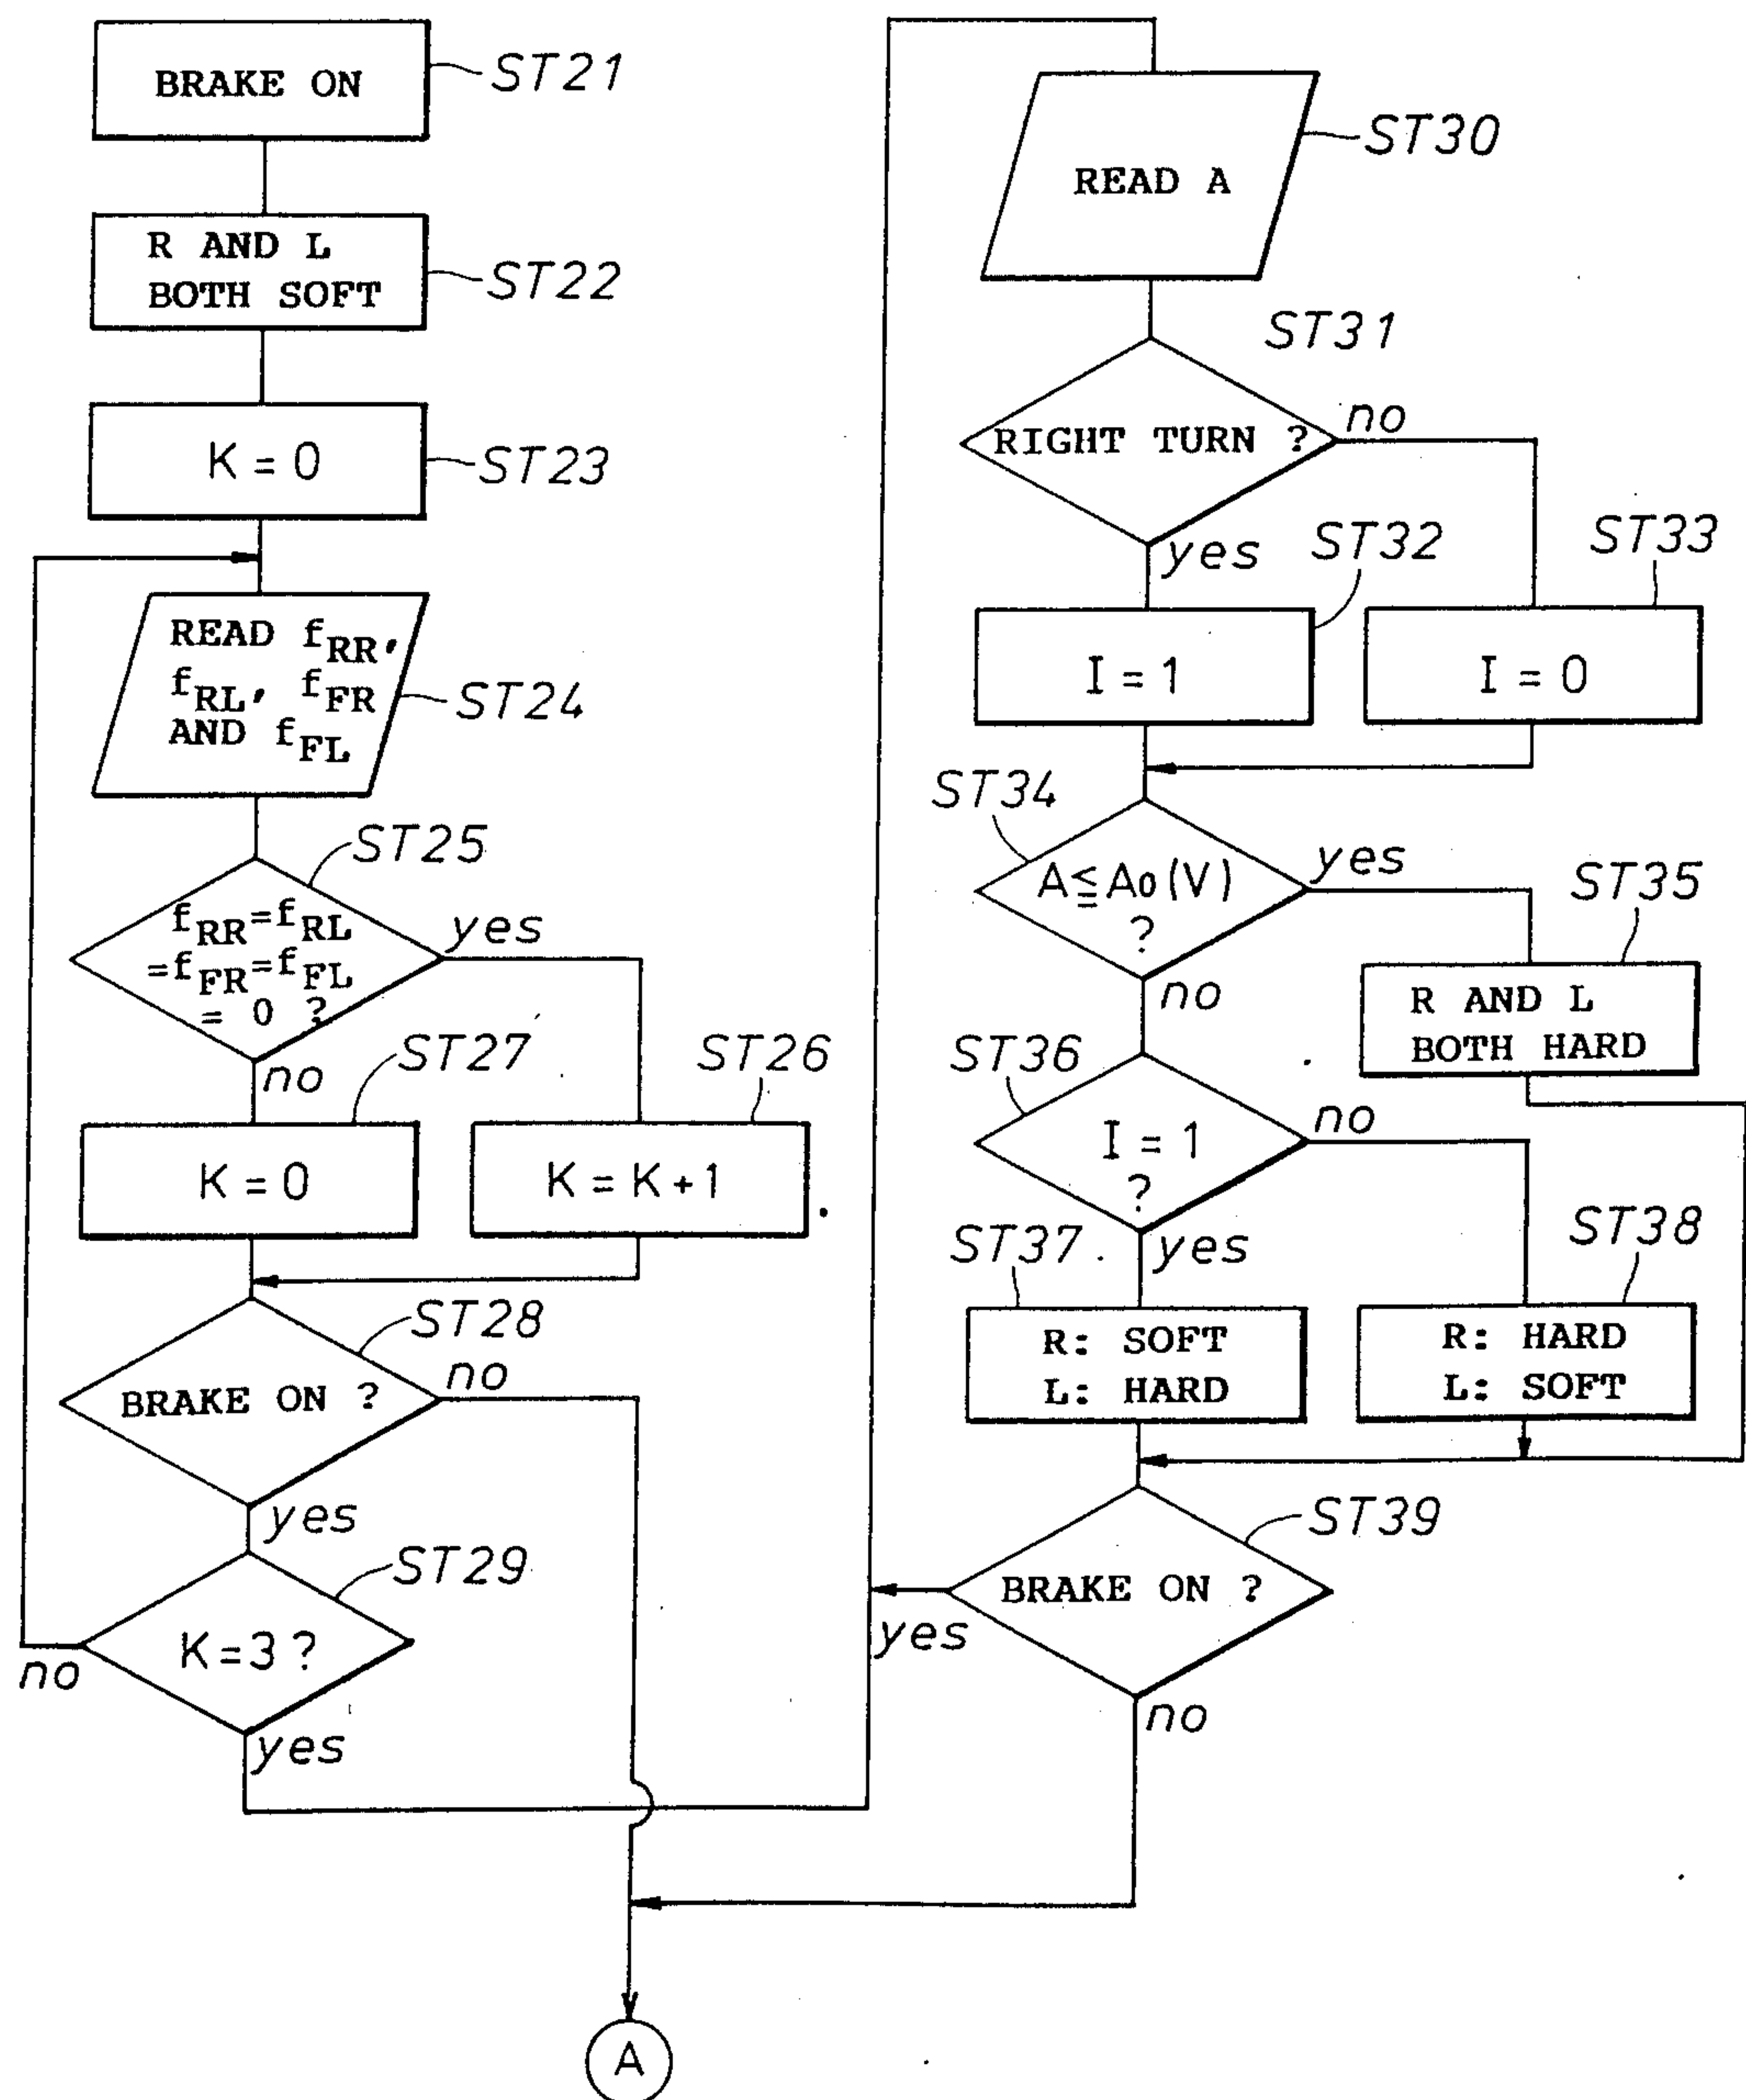 BRAKE ON
ST21
R AND L
BOTH SOFT
ST22
K = 0
ST23
READ fRR,
fRL, fFR
AND fFL
ST24
ST25
fRR=fRL
=fFR=fFL
= 0 ?
yes
no
ST27
ST26
K = 0
K = K + 1
ST28
BRAKE ON ?
no
yes
ST29
K = 3 ?
no
yes
READ A
ST30
ST31
RIGHT TURN ?
no
yes
ST32
ST33
I = 1
I = 0
ST34
A ≦ A0 (V)
?
yes
no
ST35
R AND L
BOTH HARD
ST36
I = 1
?
no
yes
ST37
ST38
R: SOFT
L: HARD
R: HARD
L: SOFT
ST39
BRAKE ON ?
yes
no
A